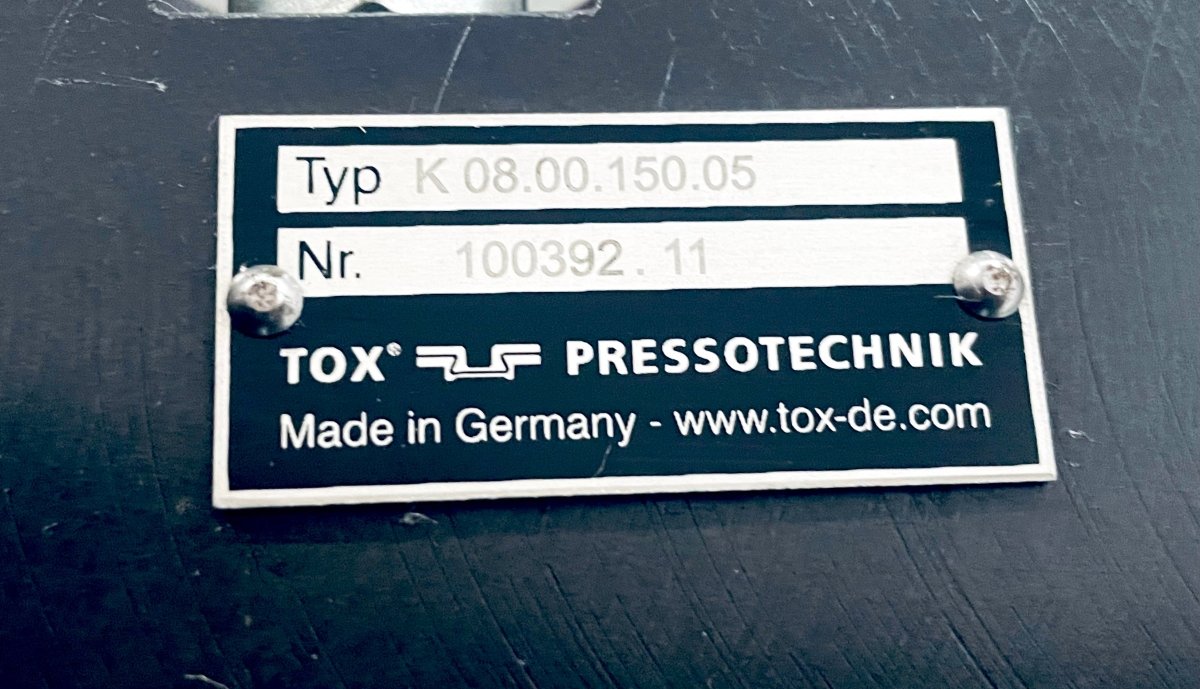 Typ K 08.00.150.05
Nr. 100392.11
TOX® PRESSOTECHNIK
Made in Germany - www.tox-de.com